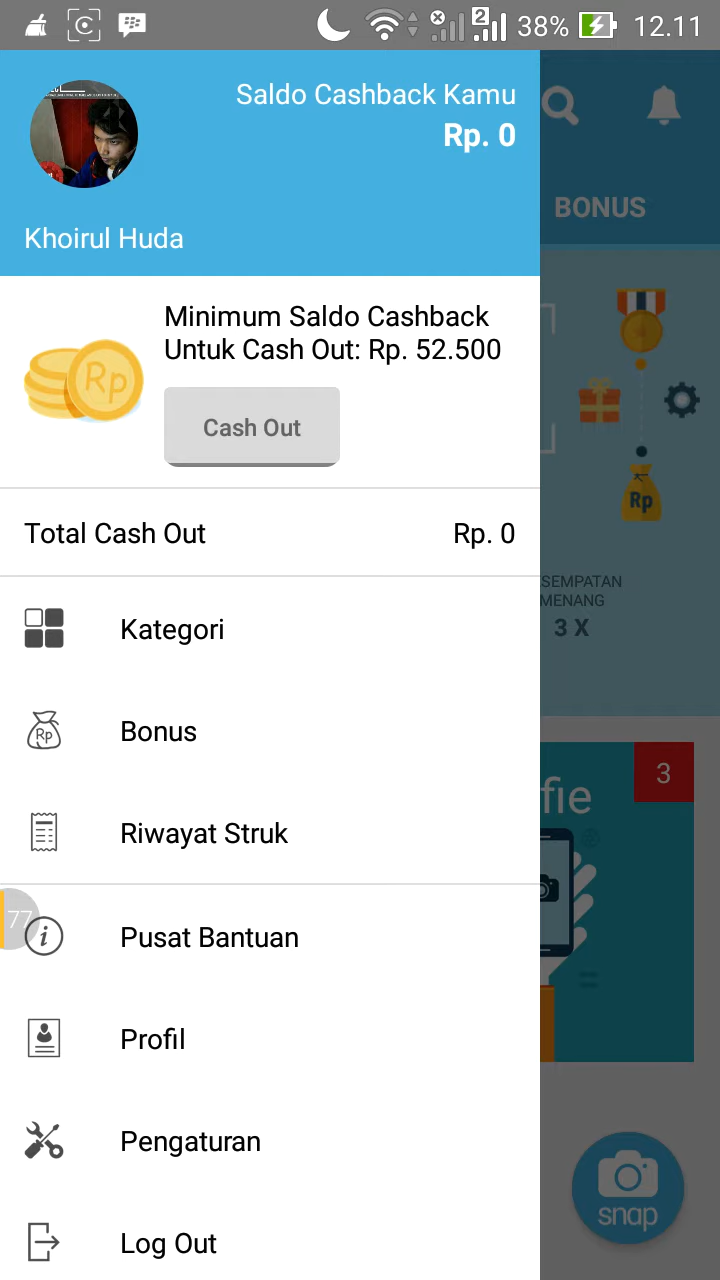 38%
12.11
2
Saldo Cashback Kamu
Rp. 0
Khoirul Huda
BONUS
Minimum Saldo Cashback
Untuk Cash Out: Rp. 52.500
Rp
Cash Out
Rp
SEMPATAN
MENANG
3 X
Total Cash Out
Rp. 0
Kategori
Rp
Bonus
Riwayat Struk
fie
3
77
i
Pusat Bantuan
Profil
Pengaturan
Log Out
snap